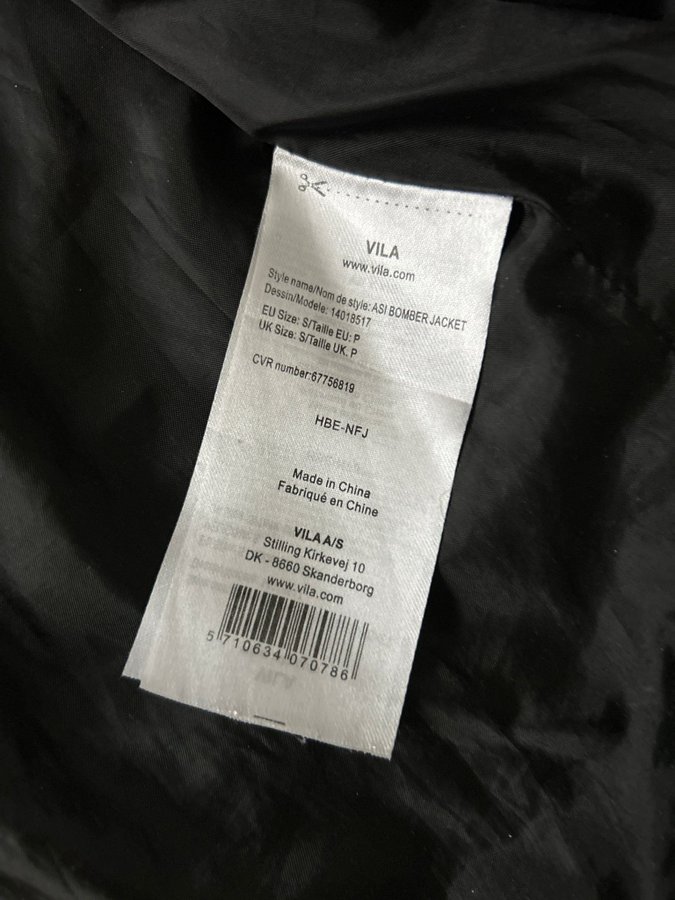 VILA
www.vila.com
Style name/Nom de style: ASI BOMBER JACKET
Dessin/Modele: 14018517
EU Size: S/Taille EU: P
UK Size: S/Taille UK. P
CVR number:67756819
HBE-NFJ
Made in China
Fabriqué en Chine
VILA A/S
Stilling Kirkevej 10
DK - 8660 Skanderborg
www.vila.com
5 710634 070786